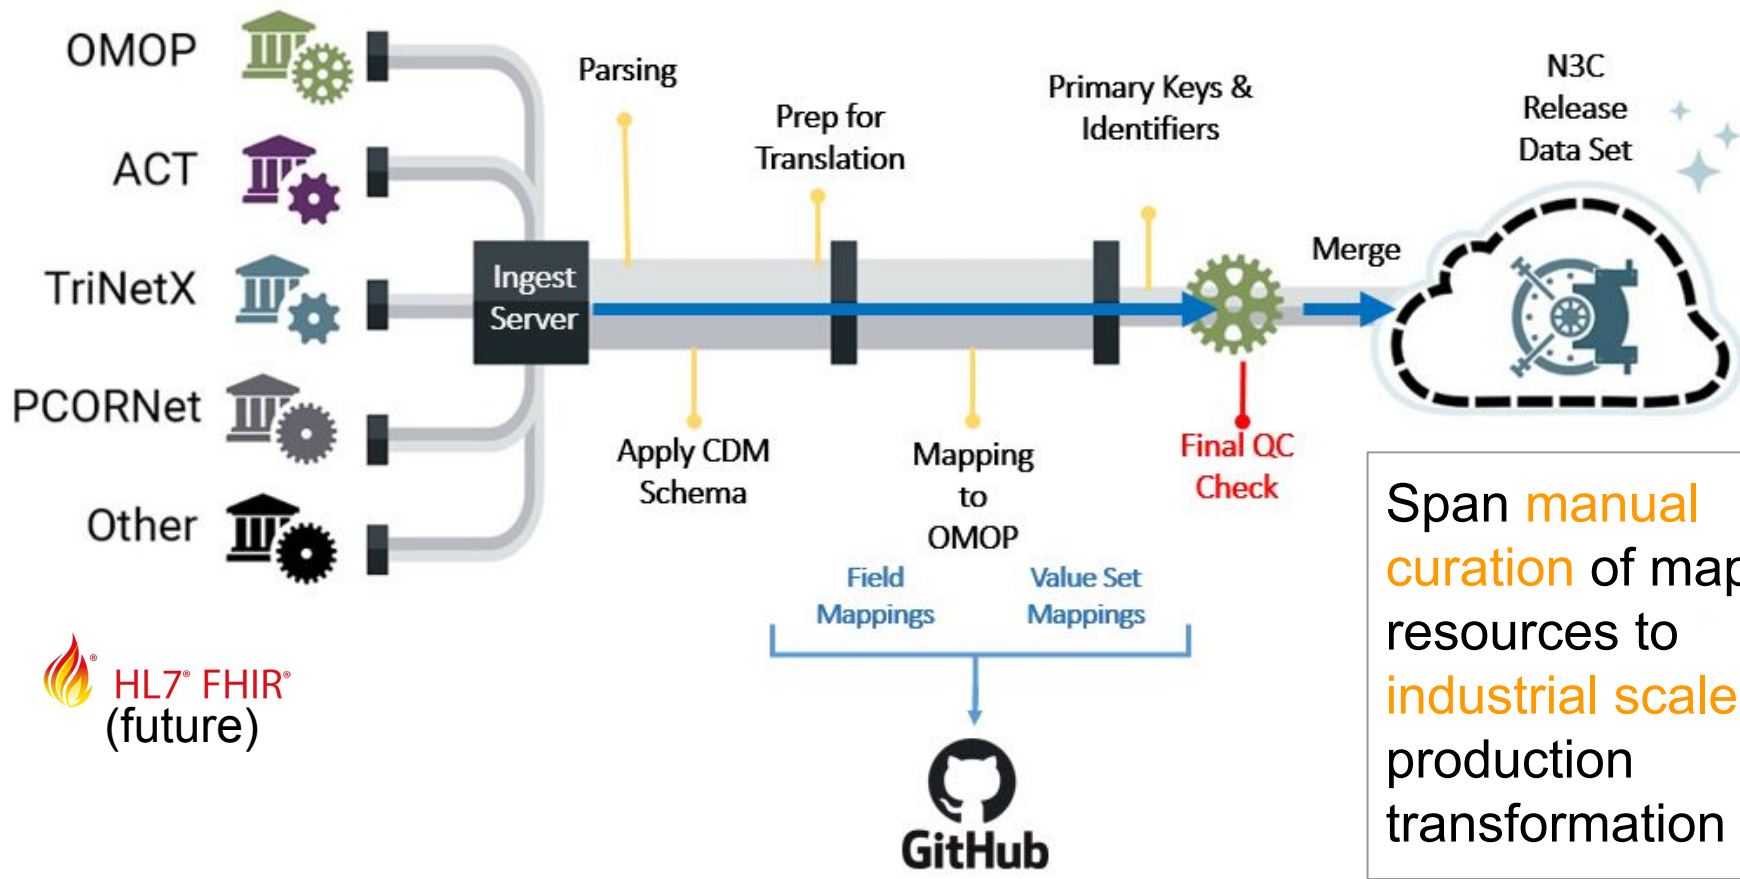 OMOP
ACT
TriNetX
PCORNet
Other
HL7® FHIR®
(future)
Ingest
Server
Parsing
Apply CDM
Schema
Prep for
Translation
Mapping
to
OMOP
Field
Mappings
Value Set
Mappings
GitHub
Primary Keys &
Identifiers
Final QC
Check
Merge
N3C
Release
Data Set
Span manual
curation of map
resources to
industrial scale
production
transformation